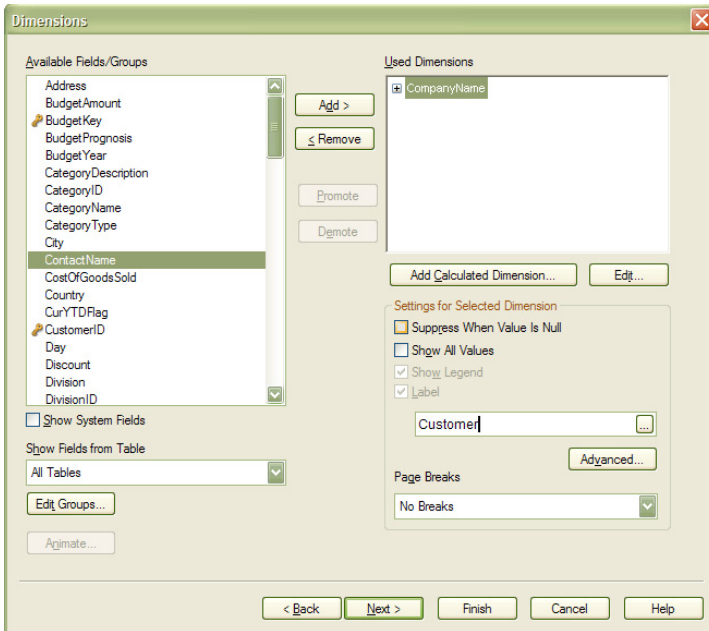 Dimensions
Available Fields/Groups
Address
BudgetAmount
BudgetKey
BudgetPrognosis
BudgetYear
CategoryDescription
CategoryID
CategoryName
CategoryType
City
ContactName
CostOfGoodsSold
Country
CurYTDFlag
CustomerID
Day
Discount
Division
DivisionID
Show System Fields
Show Fields from Table
All Tables
Edit Groups...
Animate...
Add >
< Remove
Promote
Demote
Used Dimensions
CompanyName
Add Calculated Dimension...
Edit...
Settings for Selected Dimension
Suppress When Value Is Null
Show All Values
Show Legend
Label
Customer
...
Advanced...
Page Breaks
No Breaks
< Back
Next >
Finish
Cancel
Help